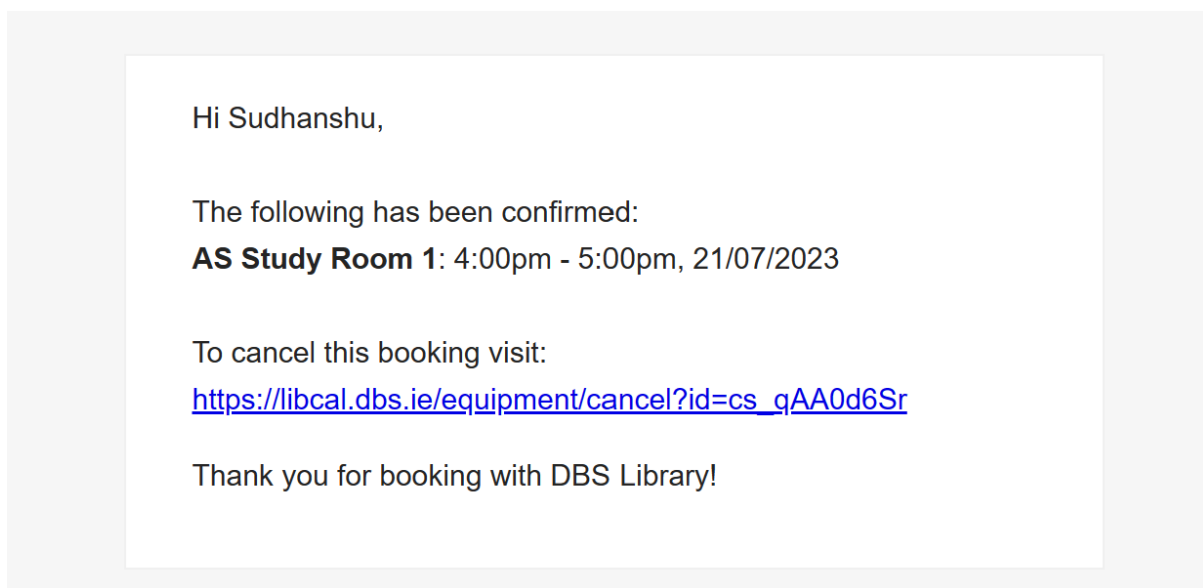 Hi Sudhanshu,
The following has been confirmed:
AS Study Room 1: 4:00pm - 5:00pm, 21/07/2023
To cancel this booking visit:
https://libcal.dbs.ie/equipment/cancel?id=cs_qAA0d6Sr
Thank you for booking with DBS Library!